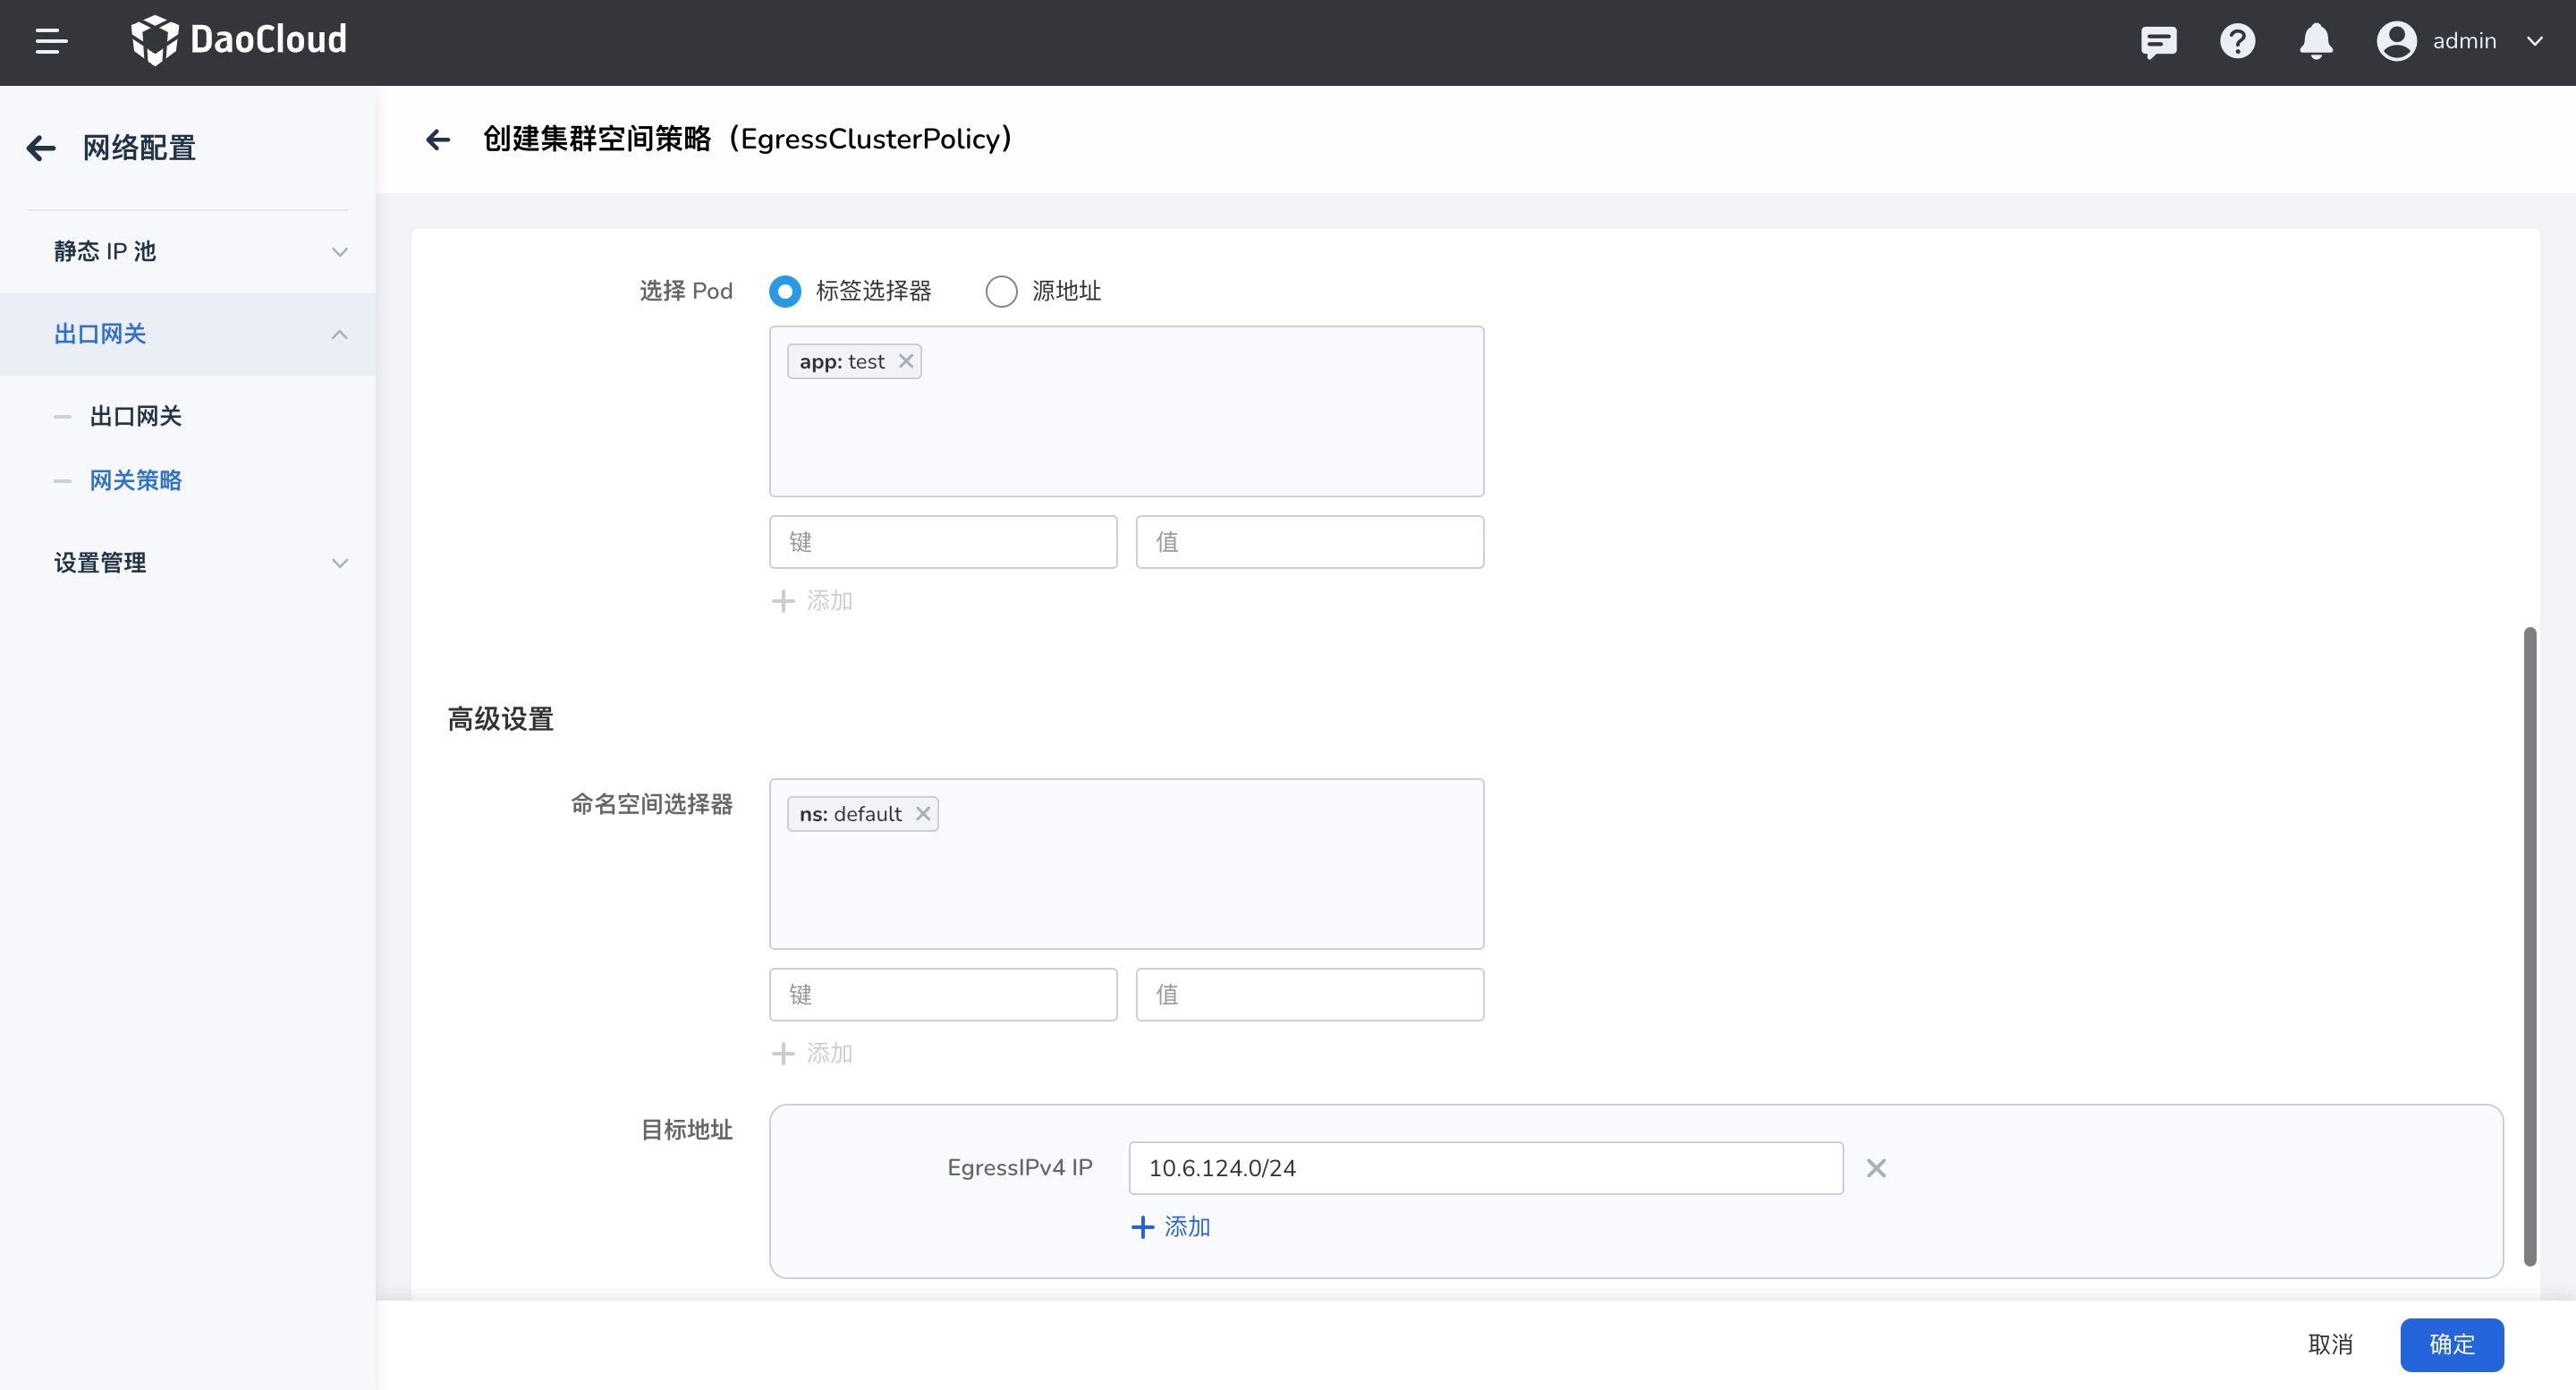 DaoCloud
admin
网络配置
静态 IP 池
出口网关
出口网关
网关策略
设置管理
创建集群空间策略（EgressClusterPolicy）
选择 Pod
标签选择器
源地址
app: test
键
值
添加
高级设置
命名空间选择器
ns: default
键
值
添加
目标地址
EgressIPv4 IP
10.6.124.0/24
添加
取消
确定